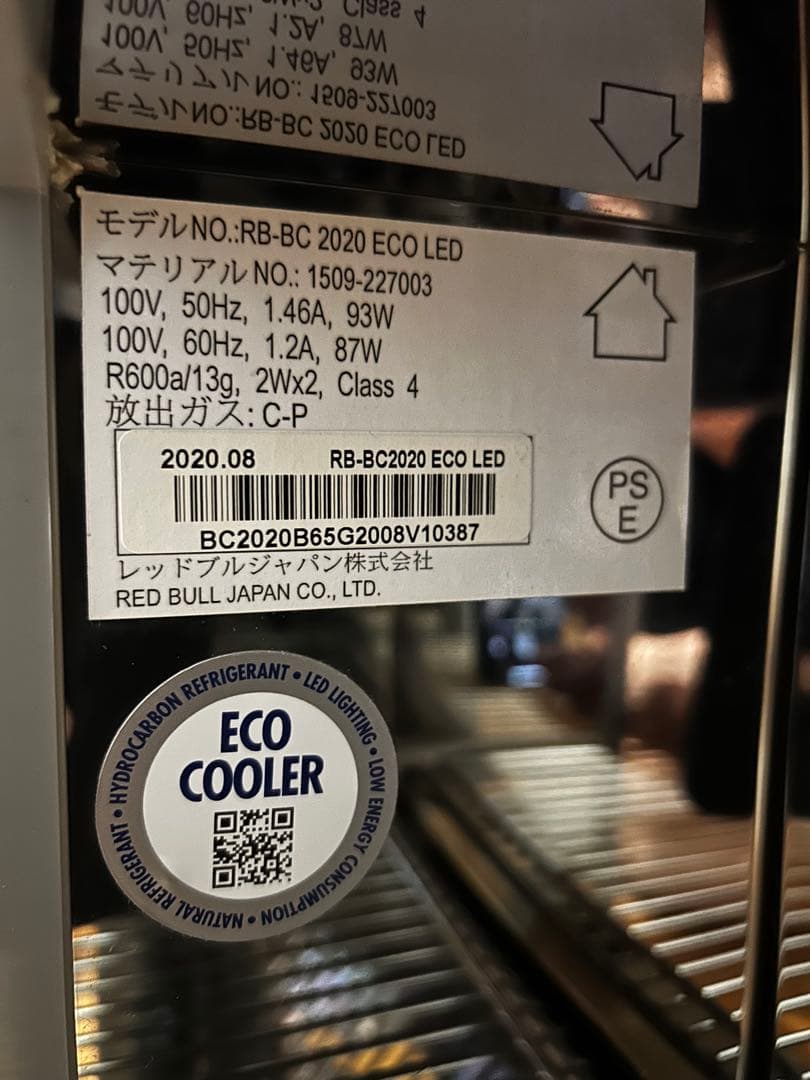 モデルNO.:RB-BC 2020 ECO LED
マテリアルNO.: 1509-227003
100V, 50Hz, 1.46A, 93W
100V, 60Hz, 1.2A, 87W
R600a/13g, 2Wx2, Class 4
放出ガス: C-P
2020.08 RB-BC2020 ECO LED
BC2020B65G2008V10387
レッドブルジャパン株式会社
RED BULL JAPAN CO., LTD.
PS
E
ECO
COOLER
NATURAL REFRIGERANT • HYDROCARBON REFRIGERANT • LED LIGHTING • LOW ENERGY CONSUMPTION •